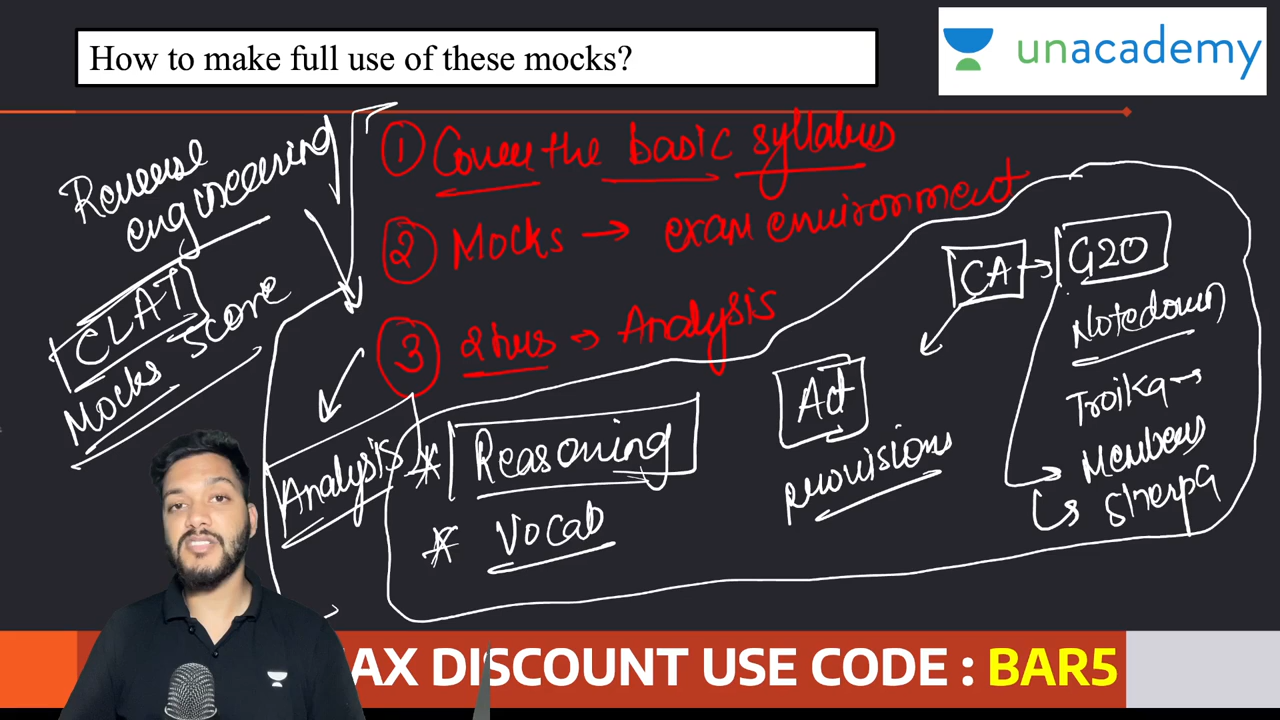 How to make full use of these mocks?
unacademy
Reverse
engineering
CLAT
Mocks Score
① Cover the basic syllabus
② Mocks → exam environment
③ 2hrs → Analysis
Analysis
* Reasoning
* Vocab
CA → G20
Act
provisions
Notedown
Troika →
Members
Sherpa
AX DISCOUNT USE CODE : BAR5